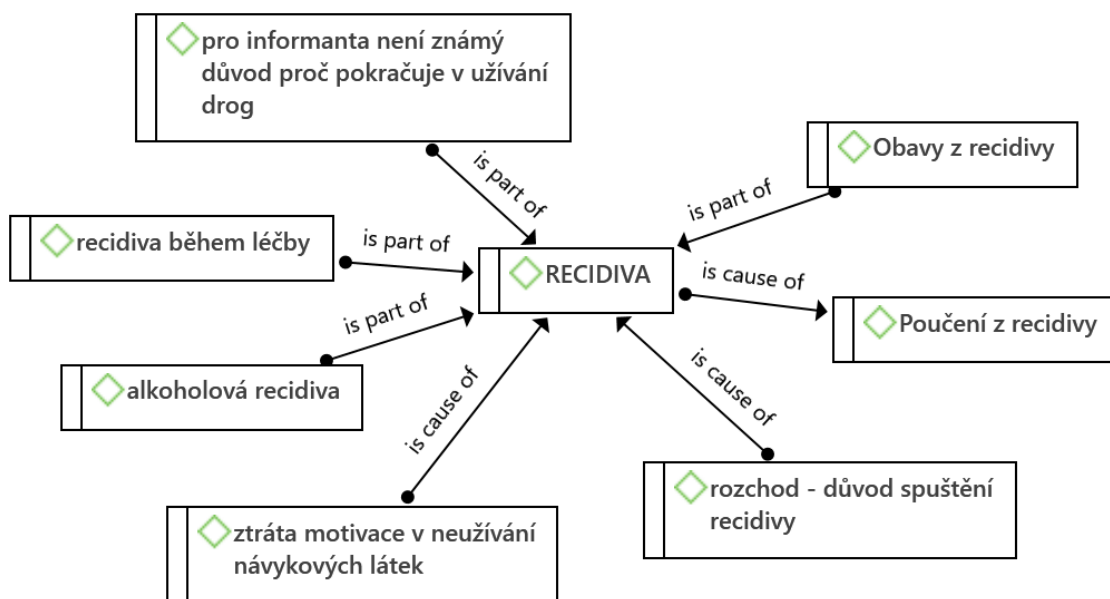 pro informanta není známý
důvod proč pokračuje v užívání
drog
Obavy z recidivy
is part of
is part of
recidiva během léčby
is part of
RECIDIVA
is cause of
Poučení z recidivy
is part of
alkoholová recidiva
is cause of
is cause of
rozchod - důvod spuštění
recidivy
ztráta motivace v neužívání
návykových látek